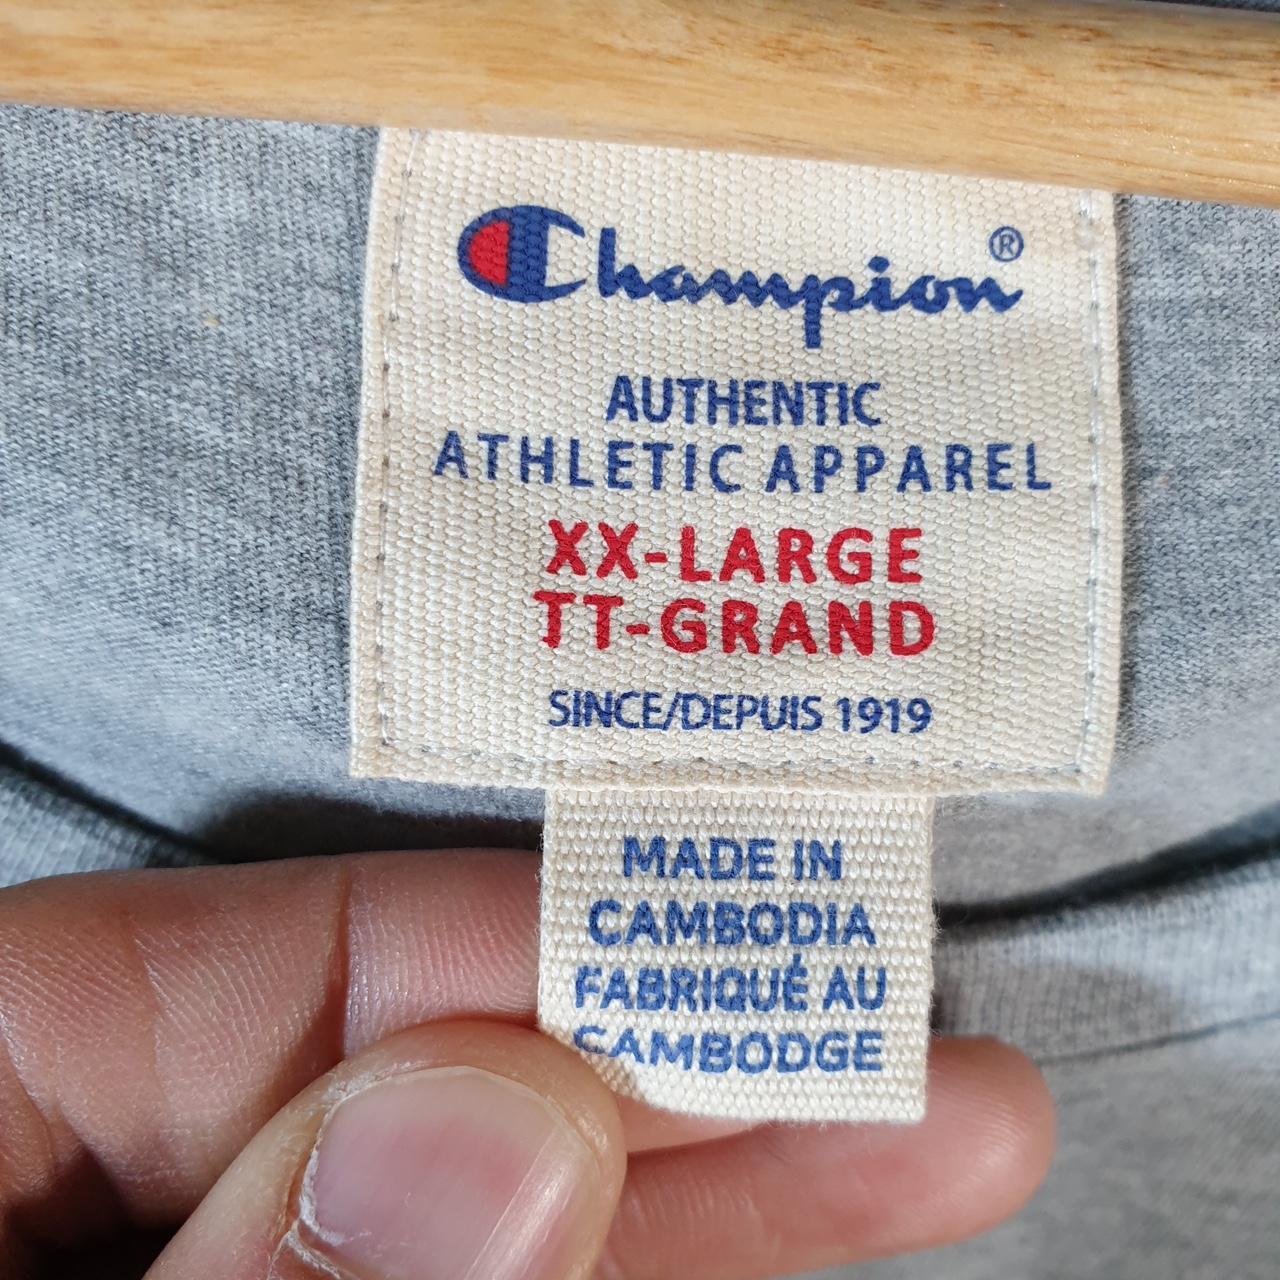 Champion®
AUTHENTIC
ATHLETIC APPAREL
XX-LARGE
TT-GRAND
SINCE/DEPUIS 1919
MADE IN
CAMBODIA
FABRIQUÉ AU
CAMBODGE